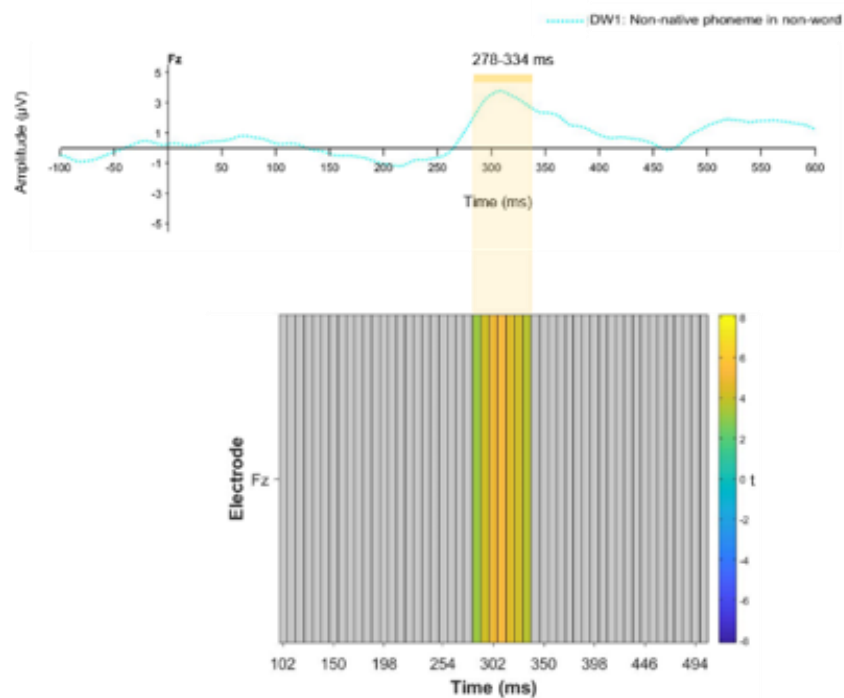 DW1: Non-native phoneme in non-word
Fz
278-334 ms
5
3
1
-1
-3
-5
Amplitude (µV)
-100 -50 50 100 150 200 250 300 350 400 450 500 550 600
Time (ms)
8
6
4
2
0 t
-2
-4
-6
-8
Electrode
Fz
102 150 198 254 302 350 398 446 494
Time (ms)